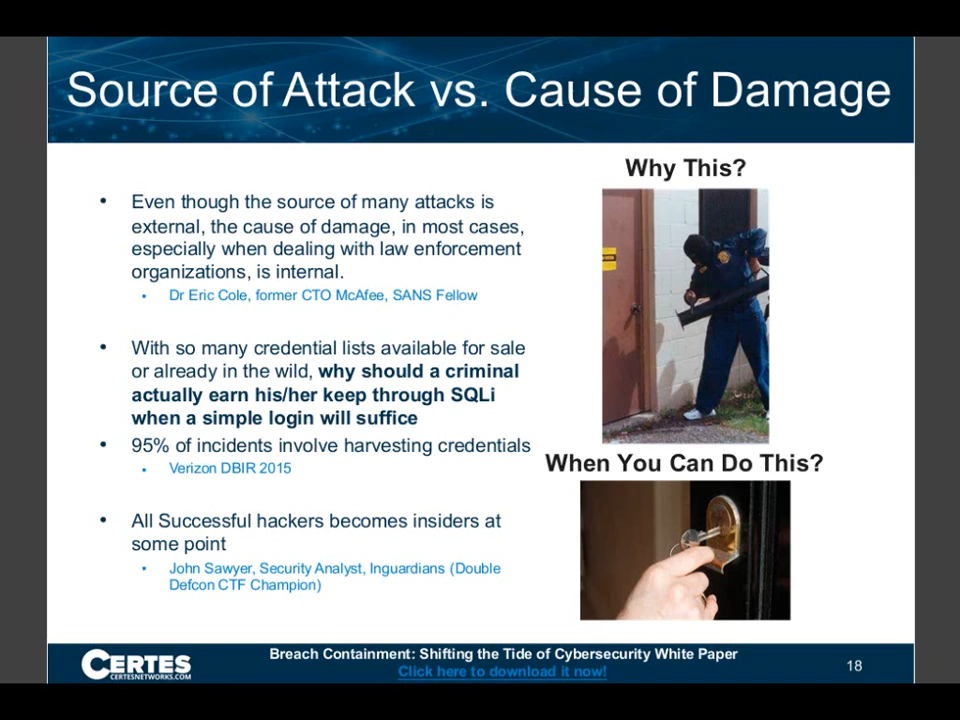 Source of Attack vs. Cause of Damage
Why This?
• Even though the source of many attacks is
external, the cause of damage, in most cases,
especially when dealing with law enforcement
organizations, is internal.
• Dr Eric Cole, former CTO McAfee, SANS Fellow
• With so many credential lists available for sale
or already in the wild, why should a criminal
actually earn his/her keep through SQLi
when a simple login will suffice
• 95% of incidents involve harvesting credentials
• Verizon DBIR 2015
When You Can Do This?
• All Successful hackers becomes insiders at
some point
• John Sawyer, Security Analyst, Inguardians (Double
Defcon CTF Champion)
CERTES
CERTESNETWORKS.COM
Breach Containment: Shifting the Tide of Cybersecurity White Paper
Click here to download it now!
18